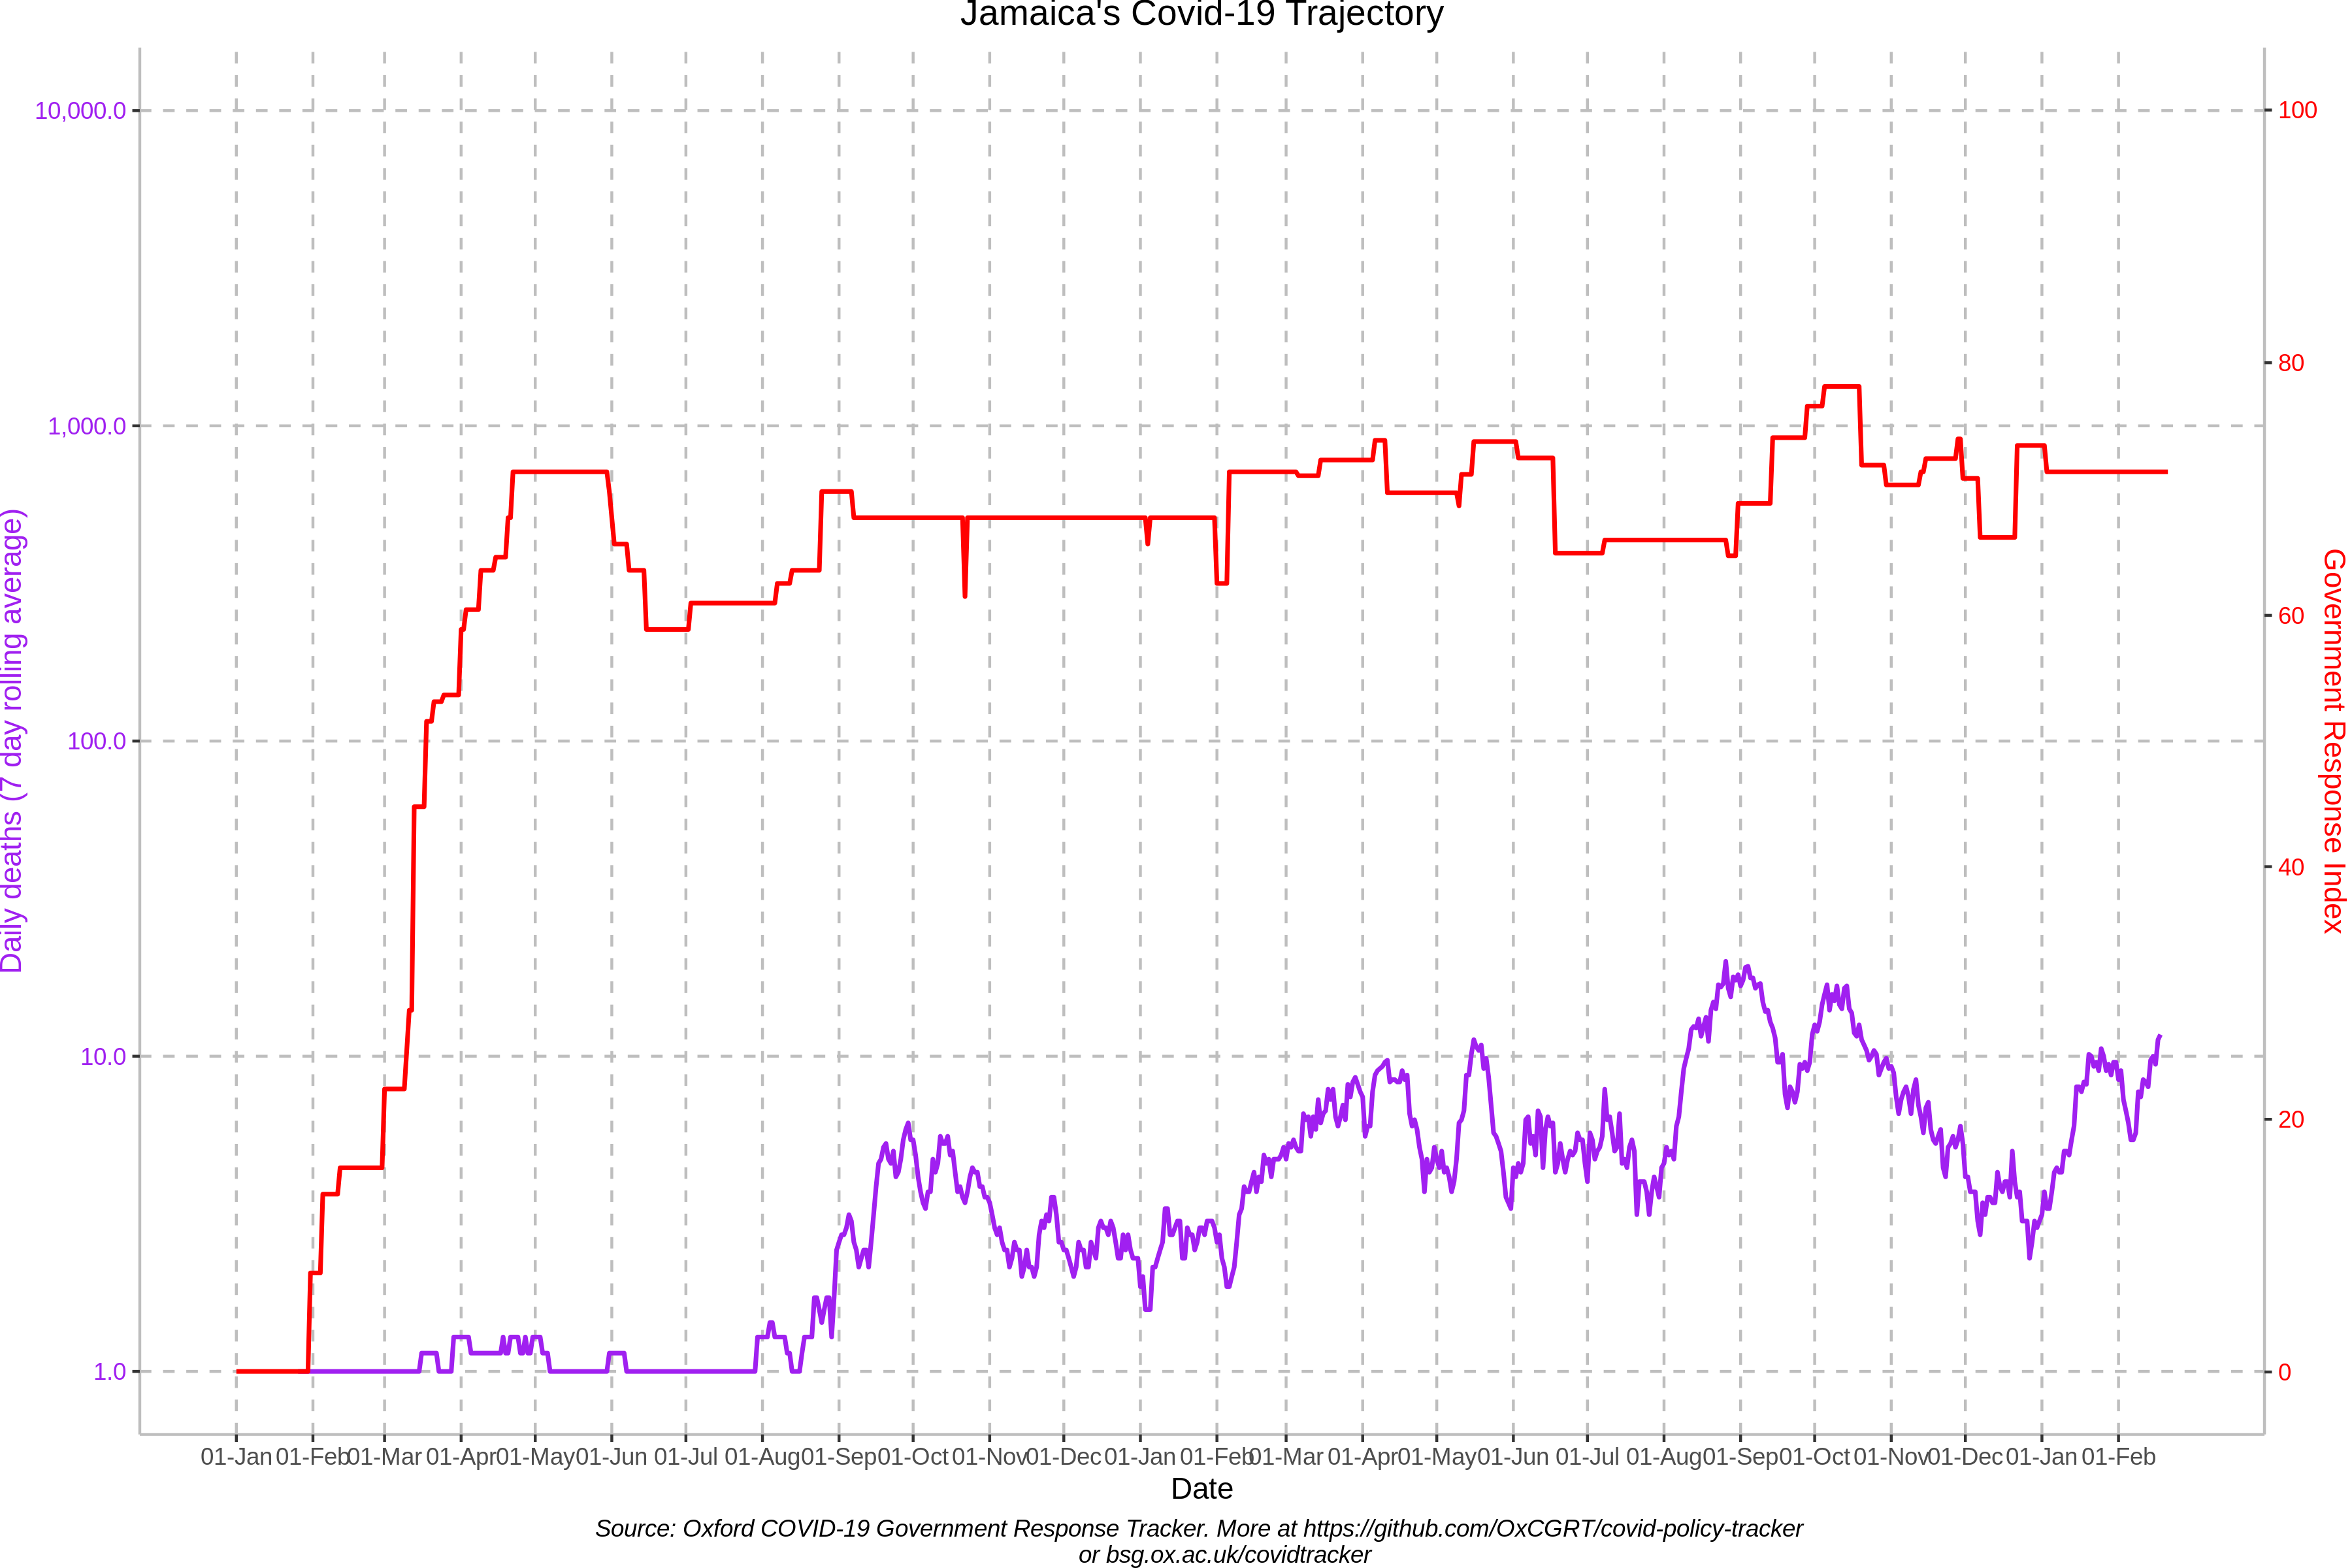 Jamaica's Covid-19 Trajectory
10,000.0
1,000.0
100.0
10.0
1.0
Daily deaths (7 day rolling average)
100
80
60
40
20
0
Government Response Index
01-Jan 01-Feb 01-Mar 01-Apr 01-May 01-Jun 01-Jul 01-Aug 01-Sep 01-Oct 01-Nov 01-Dec 01-Jan 01-Feb 01-Mar 01-Apr 01-May 01-Jun 01-Jul 01-Aug 01-Sep 01-Oct 01-Nov 01-Dec 01-Jan 01-Feb
Date
Source: Oxford COVID-19 Government Response Tracker. More at https://github.com/OxCGRT/covid-policy-tracker
or bsg.ox.ac.uk/covidtracker